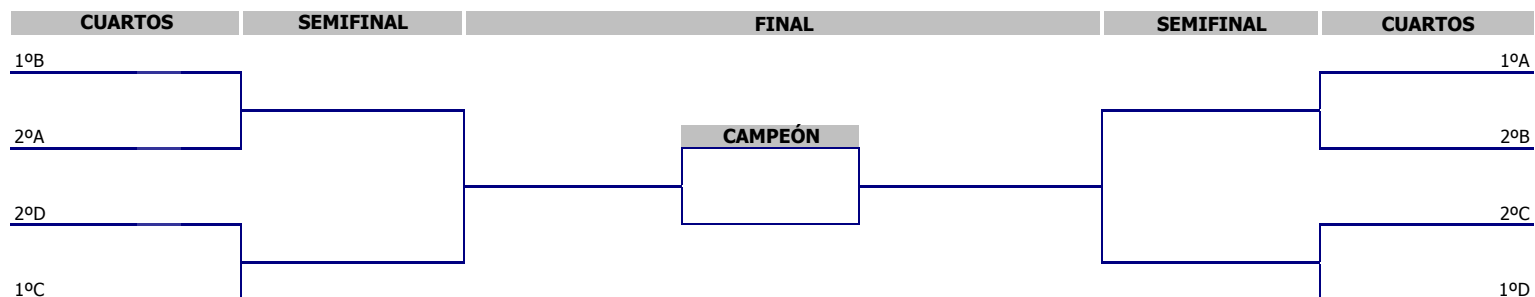 CUARTOS SEMIFINAL FINAL SEMIFINAL CUARTOS
1ºB 1ºA
2ºA CAMPEÓN 2ºB
2ºD 2ºC
1ºC 1ºD